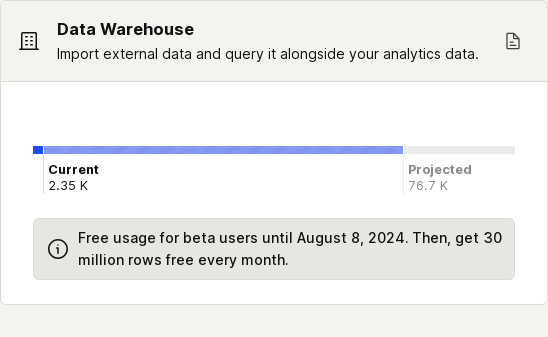 Data Warehouse
Import external data and query it alongside your analytics data.
Current
2.35 K
Projected
76.7 K
Free usage for beta users until August 8, 2024. Then, get 30
million rows free every month.